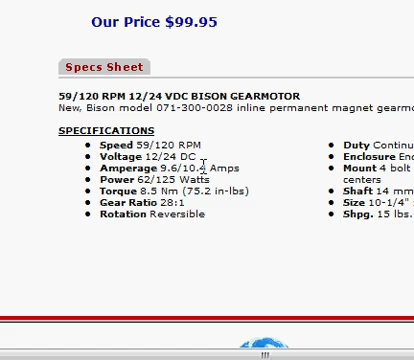 Our Price $99.95
Specs Sheet
59/120 RPM 12/24 VDC BISON GEARMOTOR
New, Bison model 071-300-0028 inline permanent magnet gearmo
SPECIFICATIONS
Speed 59/120 RPM
Voltage 12/24 DC
Amperage 9.6/10.4 Amps
Power 62/125 Watts
Torque 8.5 Nm (75.2 in-lbs)
Gear Ratio 28:1
Rotation Reversible
Duty Continu
Enclosure Enc
Mount 4 bolt
centers
Shaft 14 mm
Size 10-1/4"
Shpg. 15 lbs.